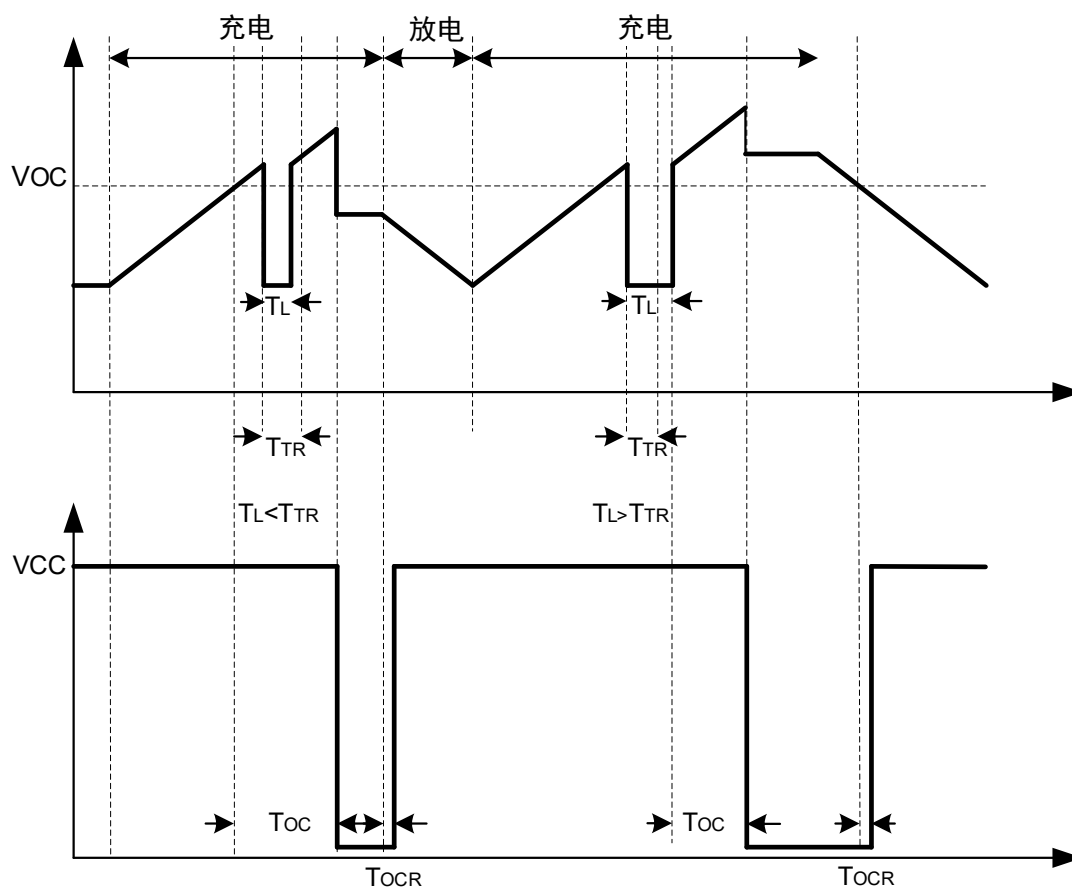 充电 放电 充电
VOC
TL TL
TTR TTR
TL<TTR TL>TTR
VCC
TOC TOC
TOCR TOCR